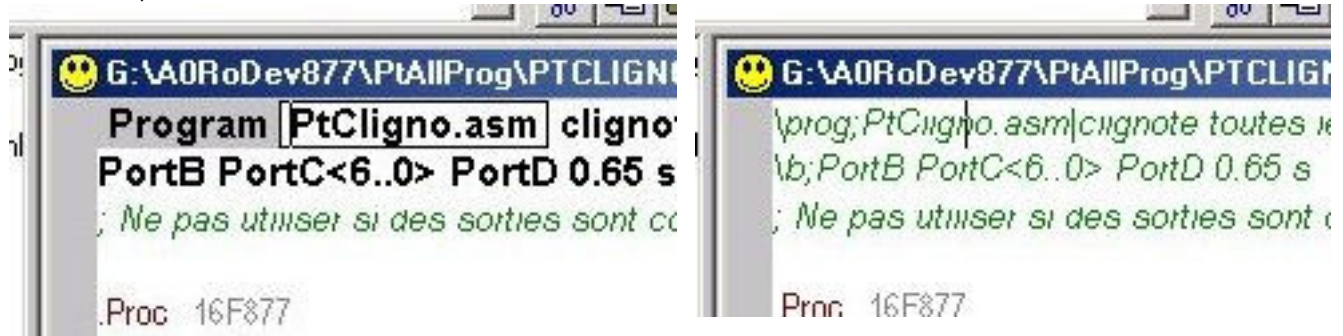 G:\A0RoDev877\PtAllProg\PTCLIGN
Program PtCligno.asm clignot
PortB PortC<6..0> PortD 0.65 s
; Ne pas utiliser si des sorties sont co
.Proc 16F877
G:\A0RoDev877\PtAllProg\PTCLIGN
\prog;PtCligno.asm|clignote toutes le
\b;PortB PortC<6..0> PortD 0.65 s
; Ne pas utiliser si des sorties sont
.Proc 16F877